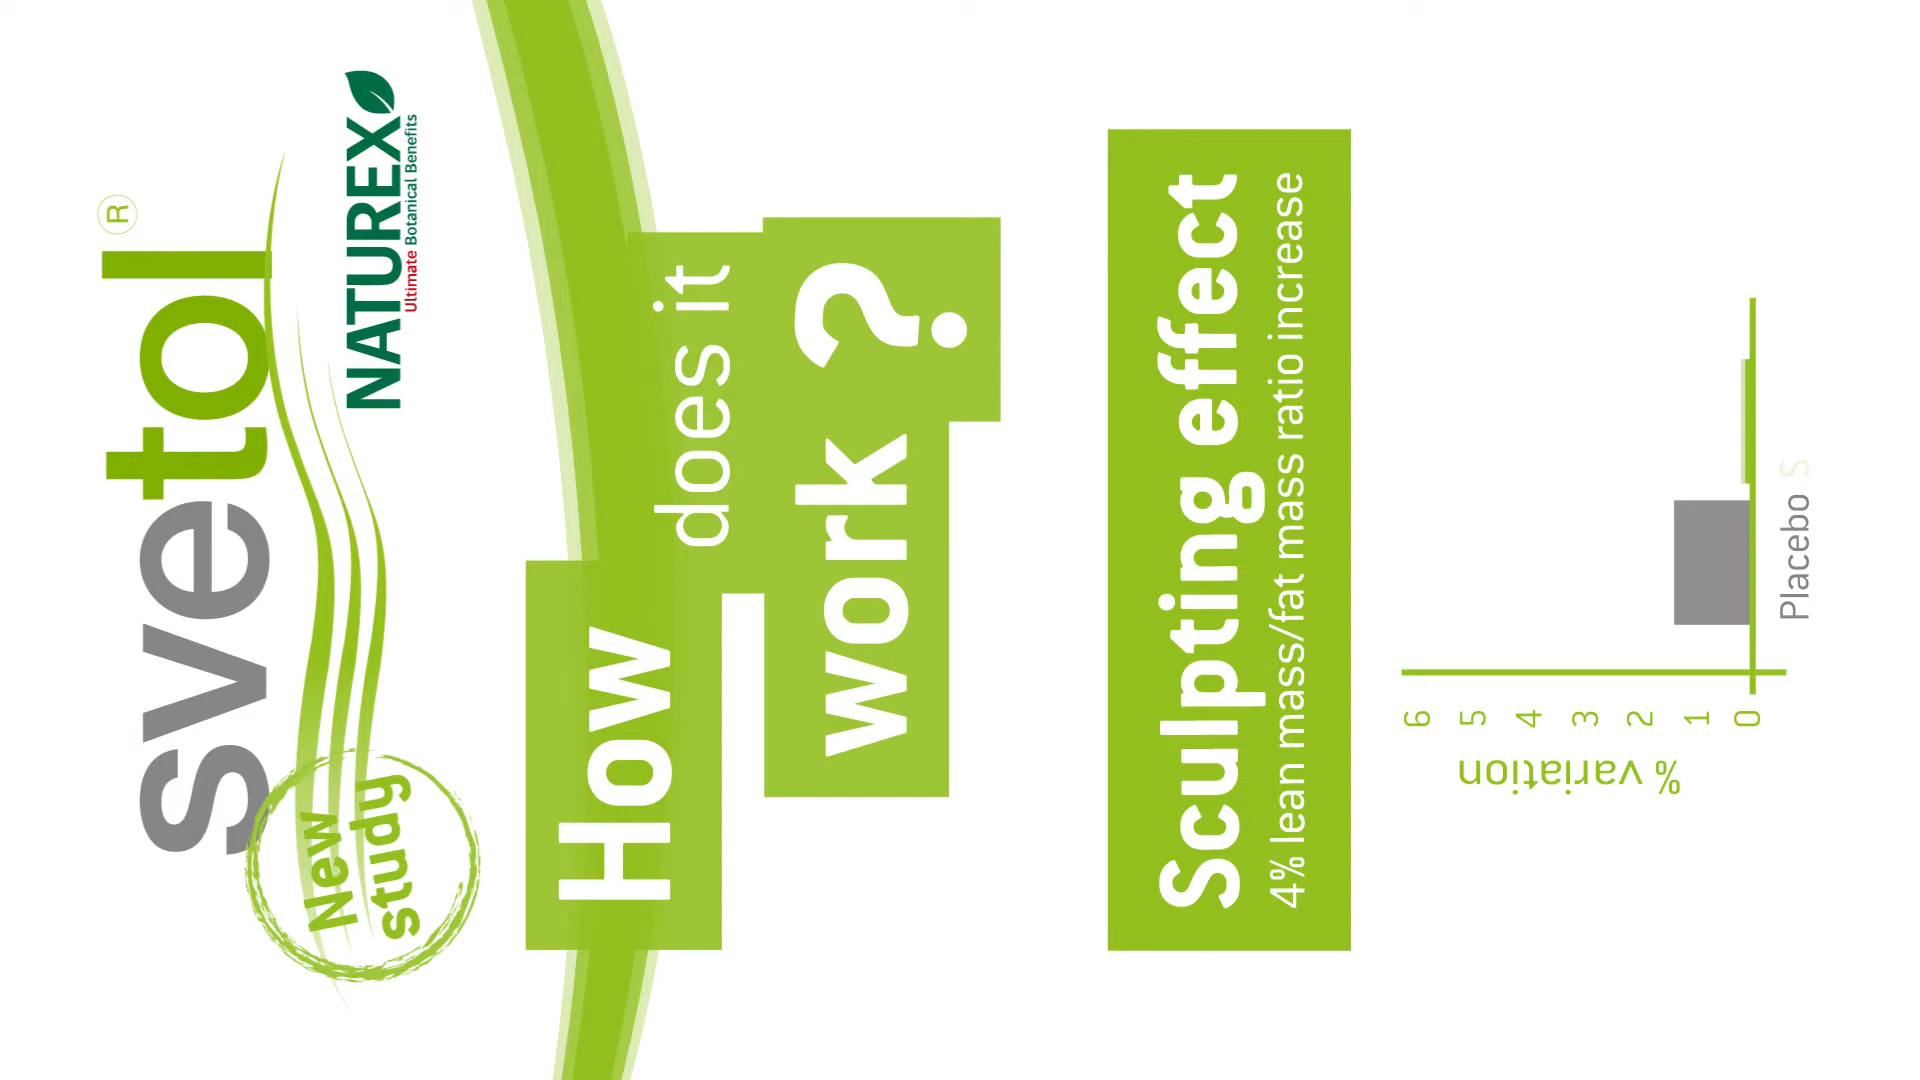 svetol®
NATUREX
Ultimate Botanical Benefits
New
study
How
does it
work ?
Sculpting effect
4% lean mass/fat mass ratio increase
% variation
6
5
4
3
2
1
0
Placebo S